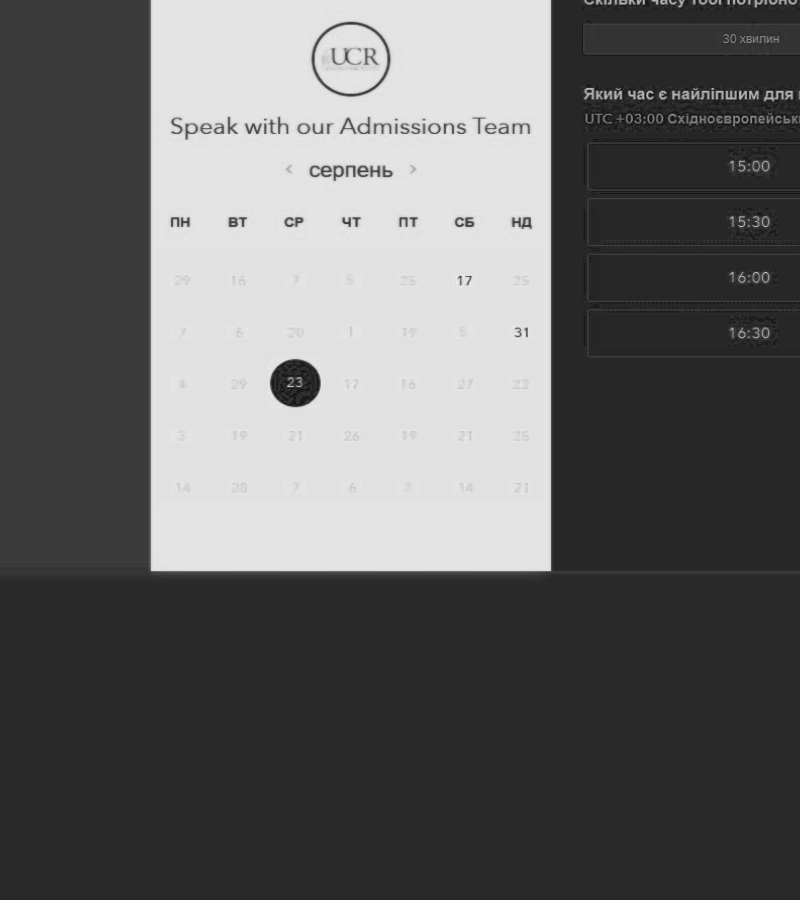 UCR
Speak with our Admissions Team
серпень
ПН ВТ СР ЧТ ПТ СБ НД
29 16 7 5 25 17 25
7 6 20 1 19 5 31
4 29 23 17 16 27 23
3 19 21 26 19 21 25
14 28 7 6 2 14 21
Скільки часу тобі потрібно
30 хвилин
Який час є найліпшим для
UTC +03:00 Східноєвропейськ
15:00
15:30
16:00
16:30